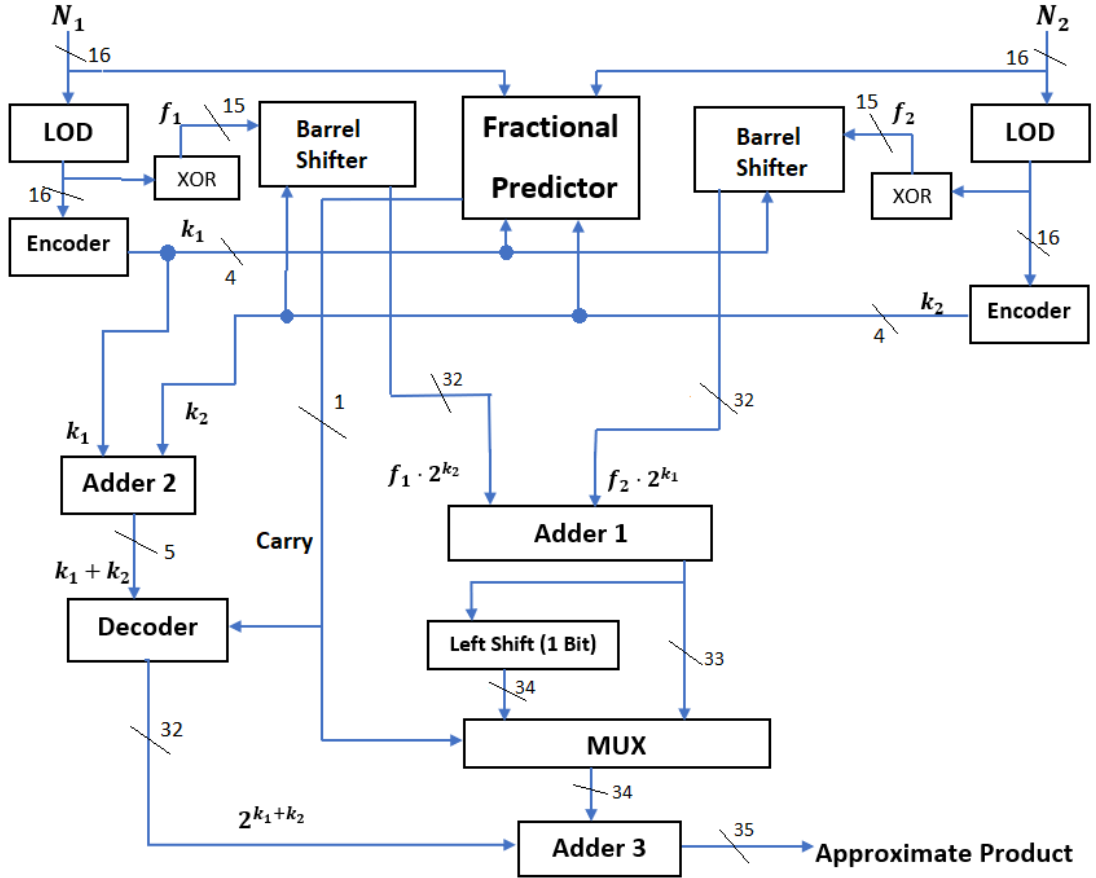 N₁
N₂
16
16
LOD
f₁
15
Barrel
Shifter
Fractional
Predictor
Barrel
Shifter
15
f₂
LOD
XOR
XOR
16
Encoder
k₁
4
16
k₂
4
Encoder
k₂
k₁
1
32
32
Adder 2
f₁ · 2^{k₂}
f₂ · 2^{k₁}
Adder 1
5
Carry
k₁ + k₂
Decoder
Left Shift (1 Bit)
33
34
32
MUX
34
2^{k₁+k₂}
Adder 3
35
Approximate Product